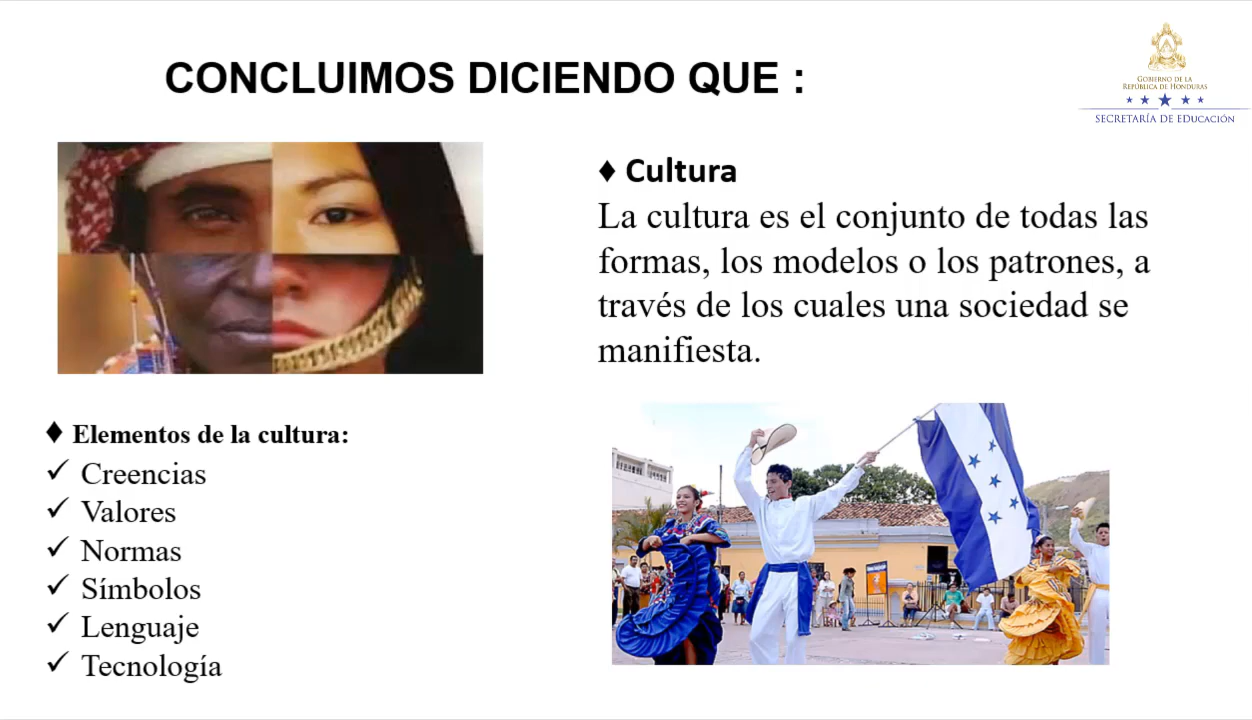 CONCLUIMOS DICIENDO QUE :
GOBIERNO DE LA
REPÚBLICA DE HONDURAS
SECRETARÍA DE EDUCACIÓN
♦ Cultura
La cultura es el conjunto de todas las
formas, los modelos o los patrones, a
través de los cuales una sociedad se
manifiesta.
♦ Elementos de la cultura:
✓ Creencias
✓ Valores
✓ Normas
✓ Símbolos
✓ Lenguaje
✓ Tecnología